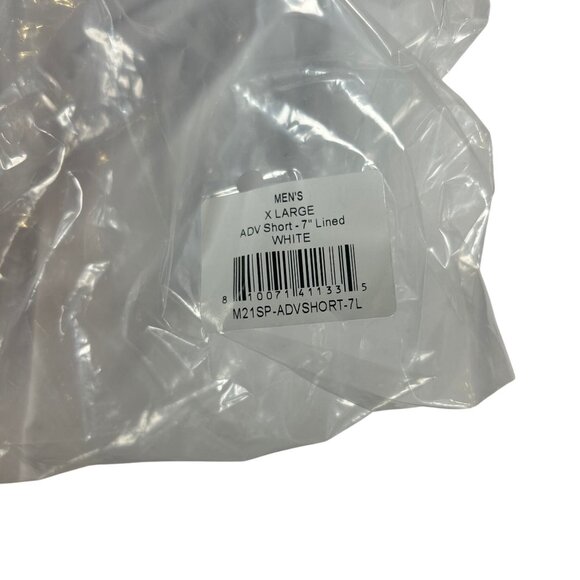 MEN'S
X LARGE
ADV Short - 7" Lined
WHITE
8 10071 41133 5
M21SP-ADVSHORT-7L